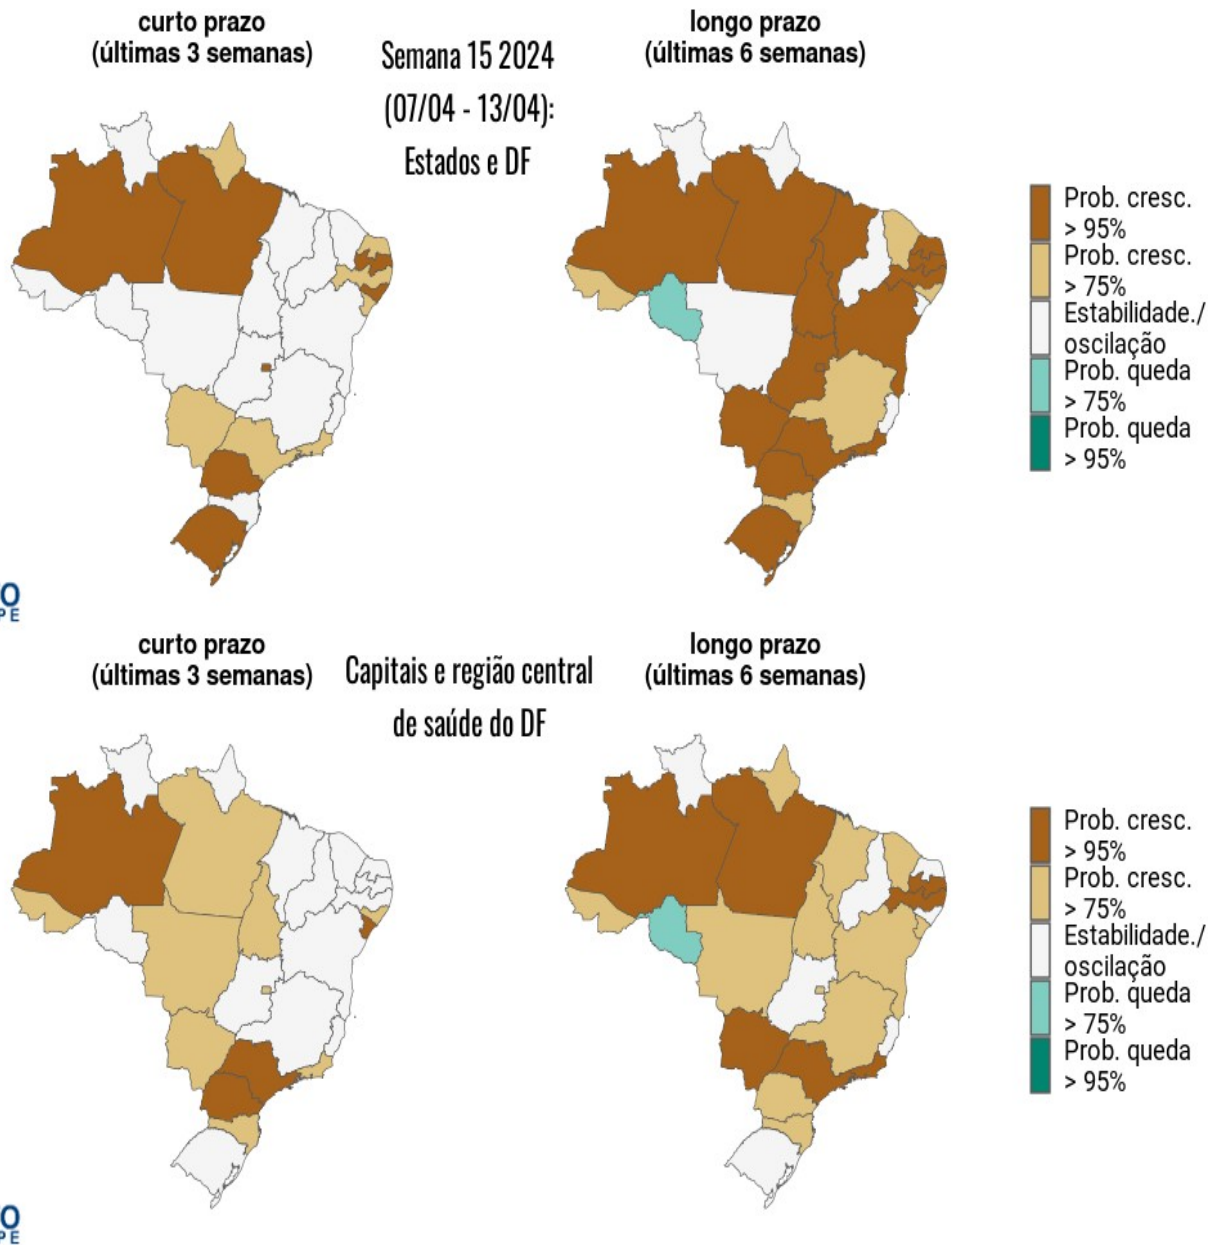 curto prazo
(últimas 3 semanas)
Semana 15 2024
(07/04 - 13/04):
Estados e DF
longo prazo
(últimas 6 semanas)
Prob. cresc.
> 95%
Prob. cresc.
> 75%
Estabilidade./
oscilação
Prob. queda
> 75%
Prob. queda
> 95%
O
PE
curto prazo
(últimas 3 semanas)
Capitais e região central
de saúde do DF
longo prazo
(últimas 6 semanas)
Prob. cresc.
> 95%
Prob. cresc.
> 75%
Estabilidade./
oscilação
Prob. queda
> 75%
Prob. queda
> 95%
O
PE